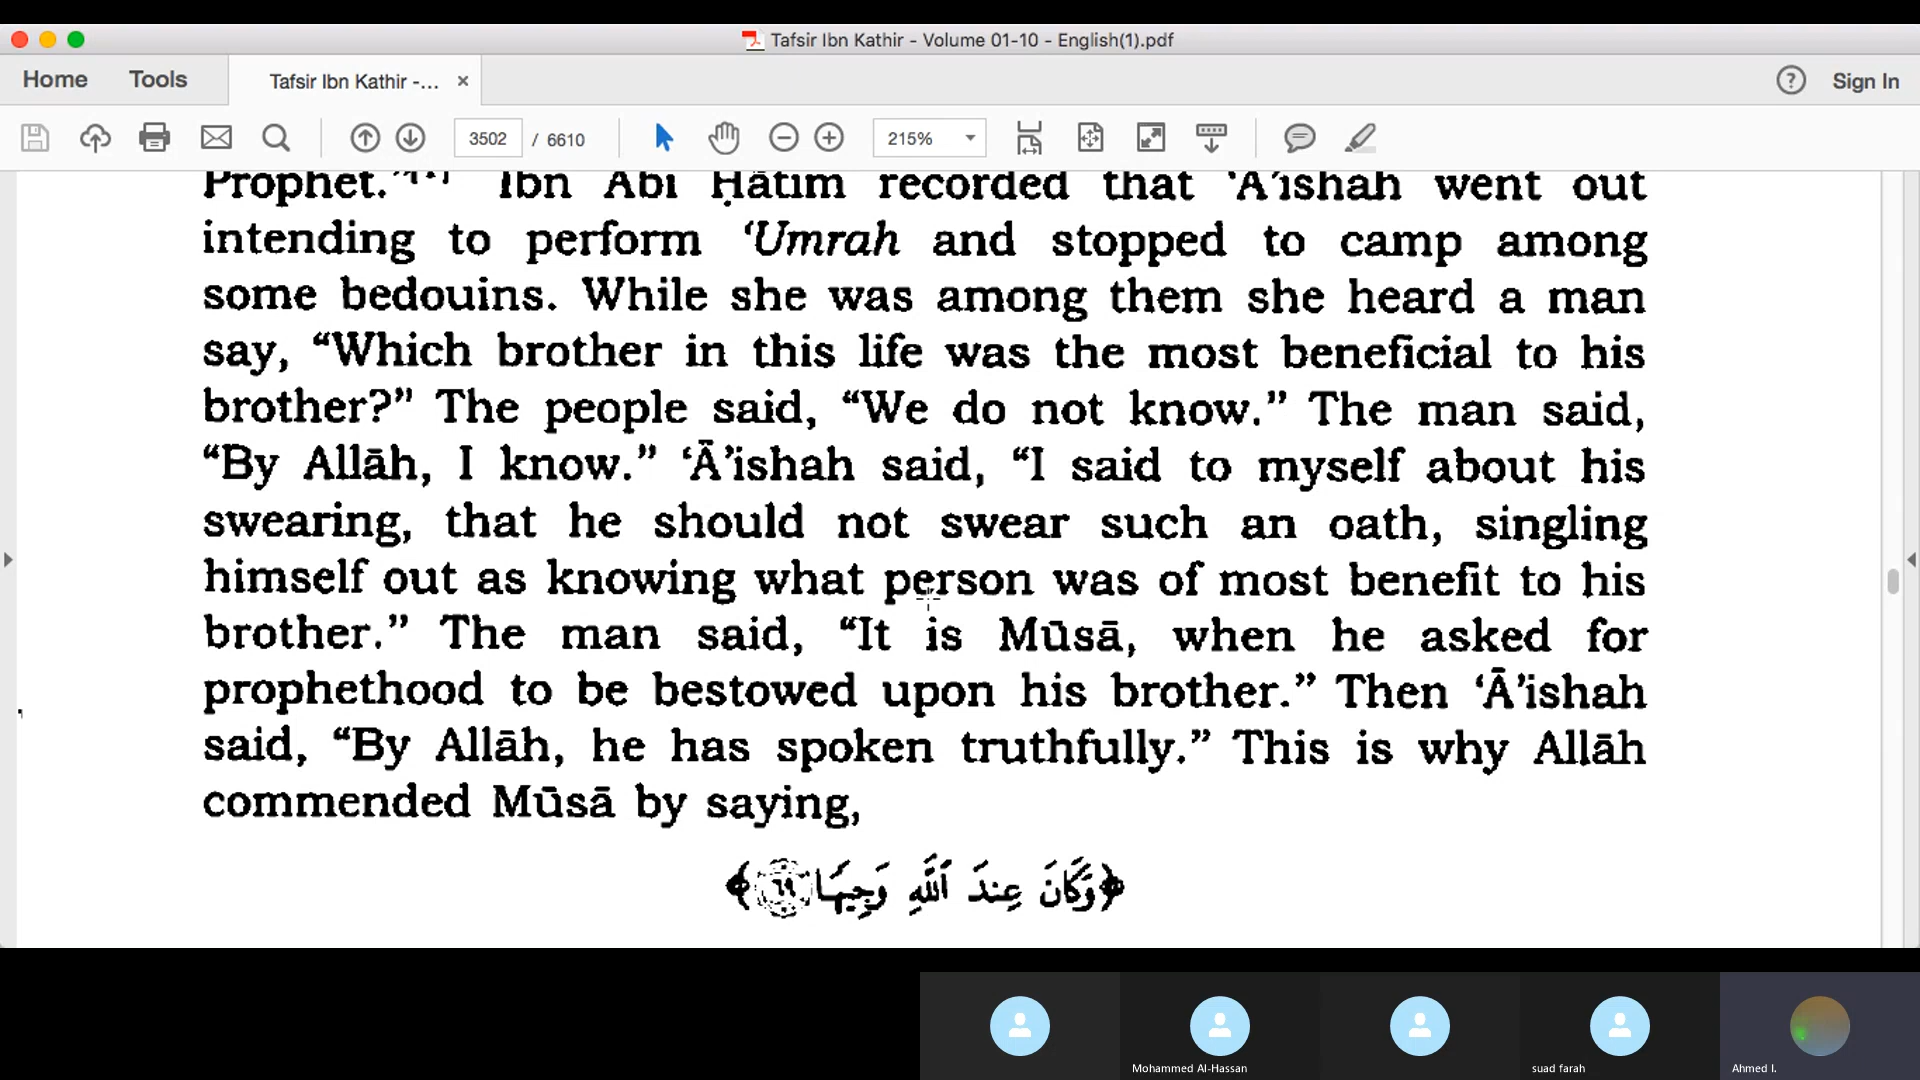 Tafsir Ibn Kathir - Volume 01-10 - English(1).pdf
Home Tools Tafsir Ibn Kathir -... × ? Sign In
3502 / 6610 215%
Prophet.” Ibn Abi Ḥātim recorded that ‘Ā’ishah went out
intending to perform ‘Umrah and stopped to camp among
some bedouins. While she was among them she heard a man
say, “Which brother in this life was the most beneficial to his
brother?” The people said, “We do not know.” The man said,
“By Allāh, I know.” ‘Ā’ishah said, “I said to myself about his
swearing, that he should not swear such an oath, singling
himself out as knowing what person was of most benefit to his
brother.” The man said, “It is Mūsā, when he asked for
prophethood to be bestowed upon his brother.” Then ‘Ā’ishah
said, “By Allāh, he has spoken truthfully.” This is why Allāh
commended Mūsā by saying,
﴿وَكَانَ عِندَ ٱللَّهِ وَجِيهًا ٦٩﴾
Mohammed Al-Hassan
suad farah
Ahmed I.